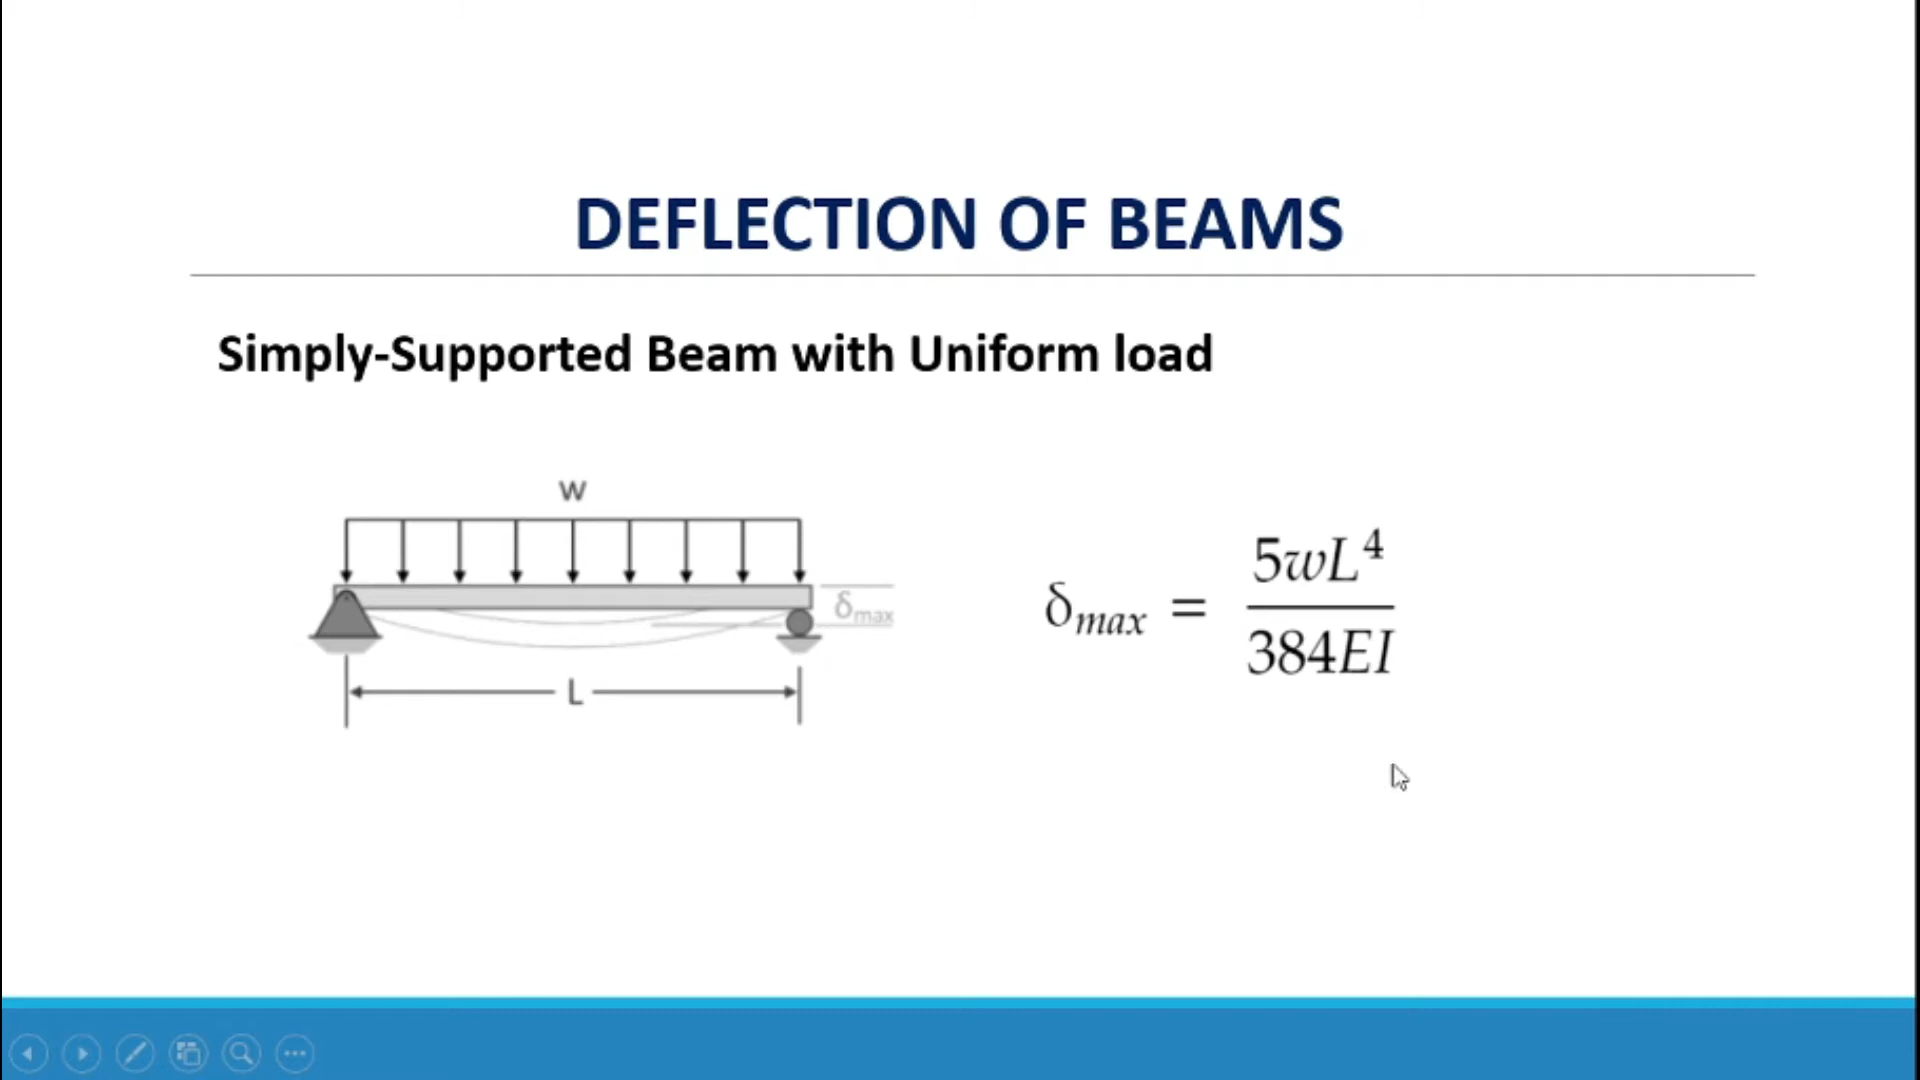 DEFLECTION OF BEAMS
Simply-Supported Beam with Uniform load
w
δmax
L
δmax = 5wL⁴ / 384EI